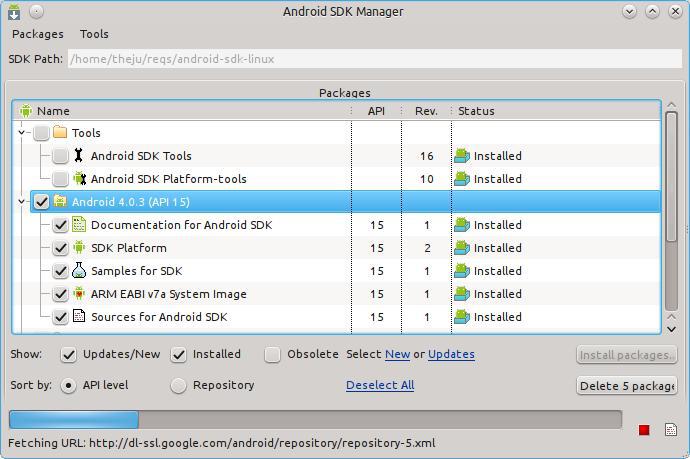 Android SDK Manager
Packages Tools
SDK Path: /home/theju/reqs/android-sdk-linux
Packages
Name API Rev. Status
Tools
Android SDK Tools 16 Installed
Android SDK Platform-tools 10 Installed
Android 4.0.3 (API 15)
Documentation for Android SDK 15 1 Installed
SDK Platform 15 2 Installed
Samples for SDK 15 1 Installed
ARM EABI v7a System Image 15 1 Installed
Sources for Android SDK 15 1 Installed
Show: Updates/New Installed Obsolete Select New or Updates Install packages..
Sort by: API level Repository Deselect All Delete 5 package
Fetching URL: http://dl-ssl.google.com/android/repository/repository-5.xml